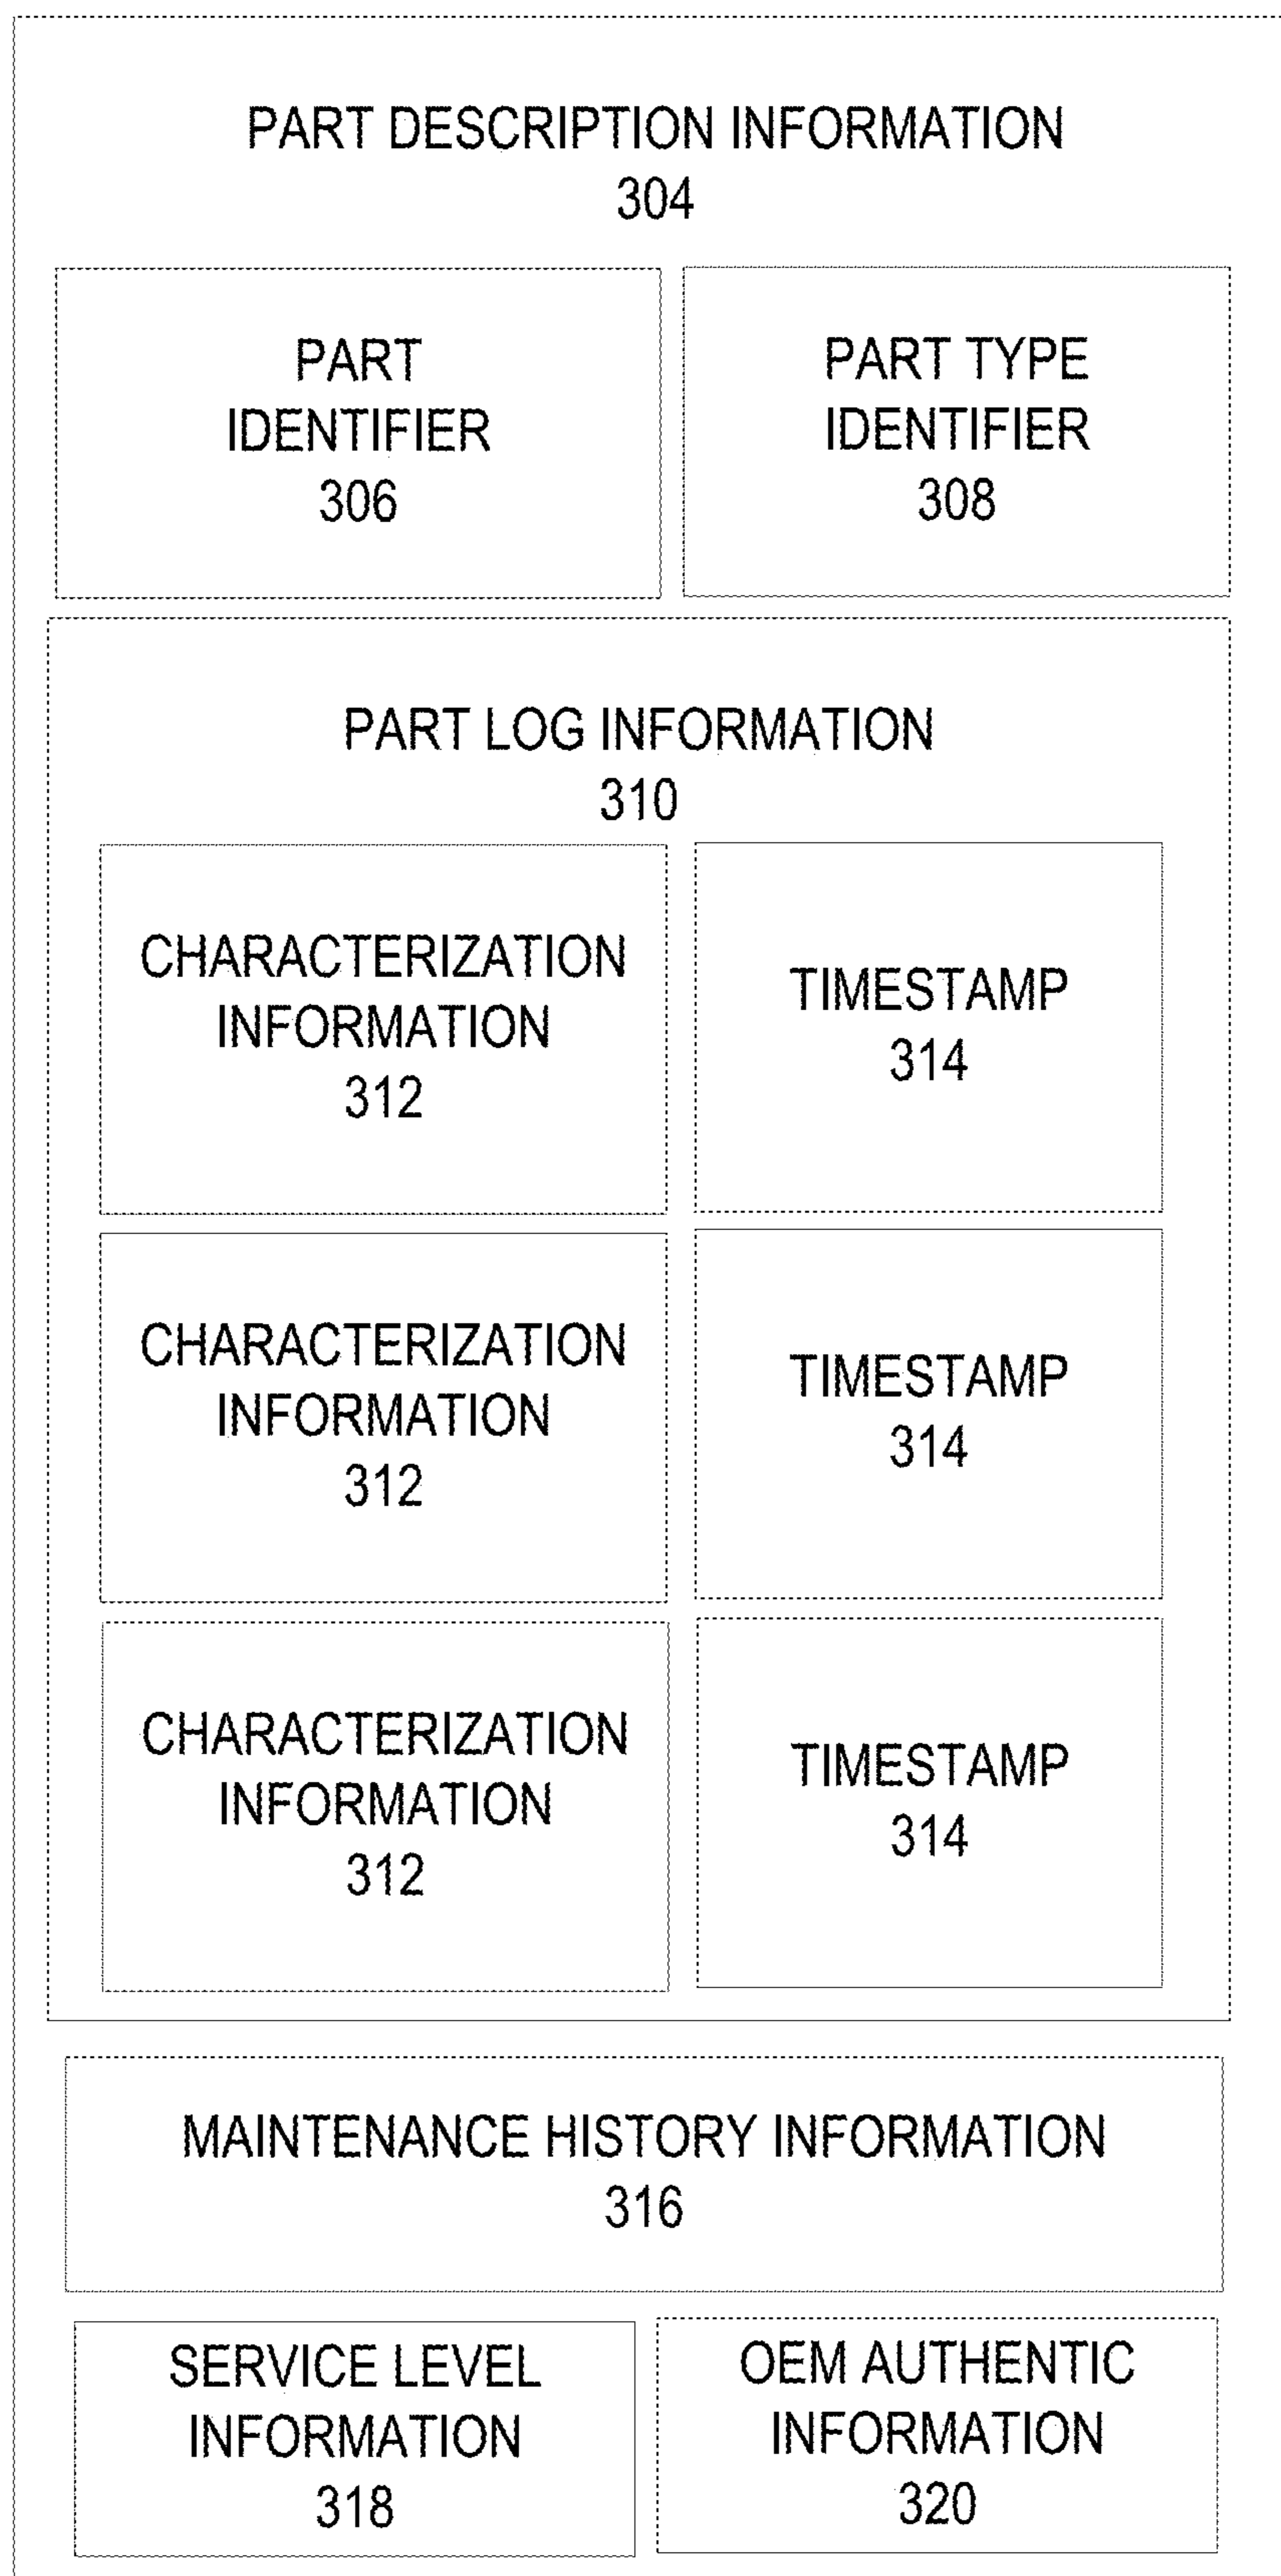 PART DESCRIPTION INFORMATION
304
PART
IDENTIFIER
306
PART TYPE
IDENTIFIER
308
PART LOG INFORMATION
310
CHARACTERIZATION
INFORMATION
312
TIMESTAMP
314
CHARACTERIZATION
INFORMATION
312
TIMESTAMP
314
CHARACTERIZATION
INFORMATION
312
TIMESTAMP
314
MAINTENANCE HISTORY INFORMATION
316
SERVICE LEVEL
INFORMATION
318
OEM AUTHENTIC
INFORMATION
320